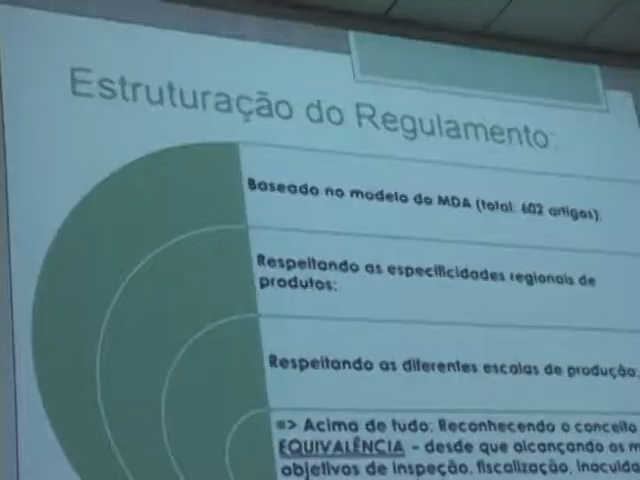 Estruturação do Regulamento:
Baseado no modelo do MDA (total: 602 artigos).
Respeitando as especificidades regionais de
produtos;
Respeitando as diferentes escalas de produção.
=> Acima de tudo: Reconhecendo o conceito
EQUIVALÊNCIA - desde que alcançando os
objetivos de inspeção, fiscalização,